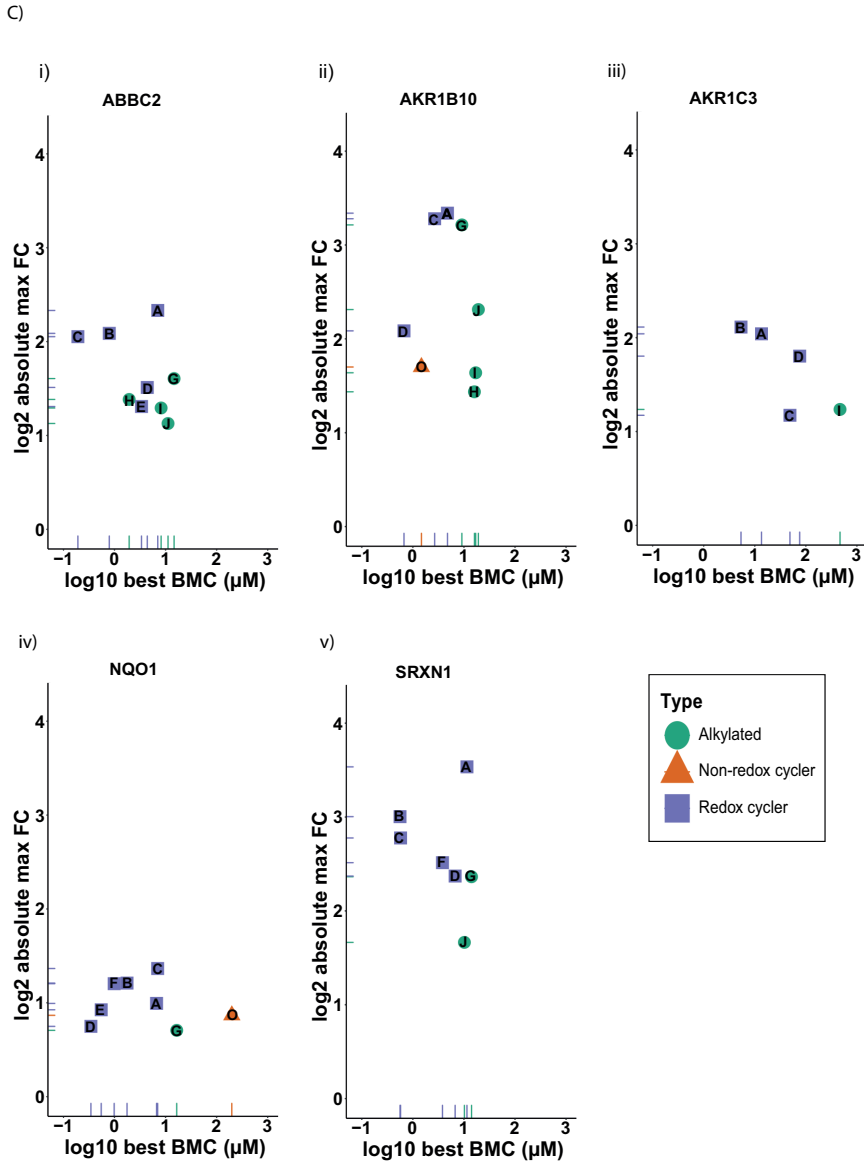 C)
i)
ii)
iii)
ABBC2
AKR1B10
AKR1C3
log2 absolute max FC
4
3
2
1
0
C
B
A
H
E
D
I
J
G
−1 0 1 2 3
log10 best BMC (µM)
log2 absolute max FC
4
3
2
1
0
C
A
G
J
D
O
I
H
−1 0 1 2 3
log10 best BMC (µM)
log2 absolute max FC
4
3
2
1
0
B
A
D
C
I
−1 0 1 2 3
log10 best BMC (µM)
iv)
v)
NQO1
SRXN1
log2 absolute max FC
4
3
2
1
0
D
E
F
B
C
A
G
O
−1 0 1 2 3
log10 best BMC (µM)
log2 absolute max FC
4
3
2
1
0
A
B
C
F
D
G
J
−1 0 1 2 3
log10 best BMC (µM)
Type
Alkylated
Non-redox cycler
Redox cycler